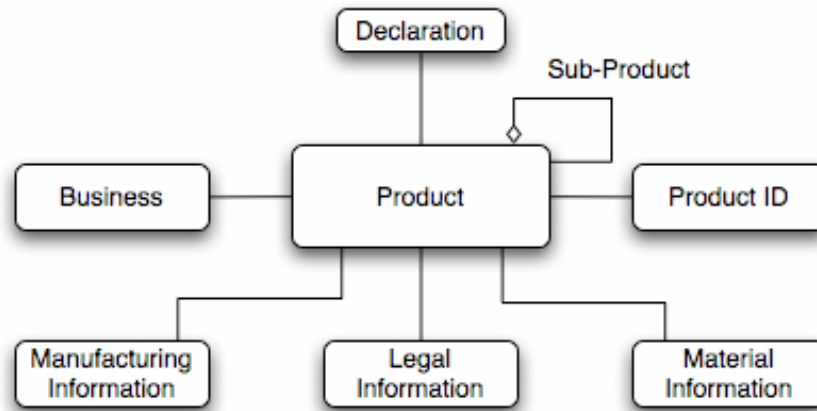 Declaration
Sub-Product
Business
Product
Product ID
Manufacturing
Information
Legal
Information
Material
Information